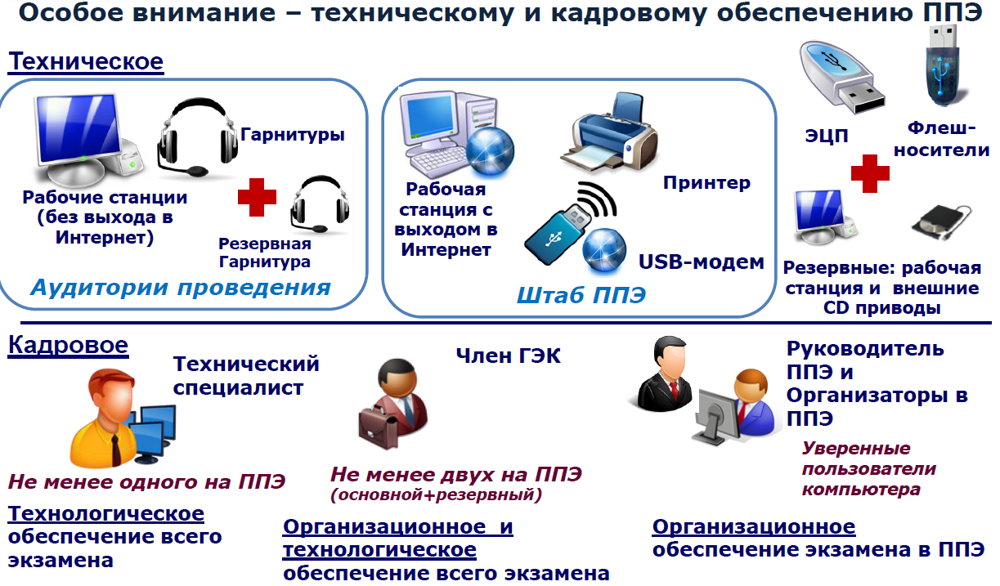 Особое внимание – техническому и кадровому обеспечению ППЭ
Техническое
Гарнитуры
Рабочие станции
(без выхода в
Интернет)
Резервная
Гарнитура
Аудитории проведения
Рабочая
станция с
выходом в
Интернет
Принтер
USB-модем
Штаб ППЭ
ЭЦП
Флеш-
носители
Резервные: рабочая
станция и внешние
CD приводы
Кадровое
Технический
специалист
Не менее одного на ППЭ
Технологическое
обеспечение всего
экзамена
Член ГЭК
Не менее двух на ППЭ
(основной+резервный)
Организационное и
технологическое
обеспечение всего экзамена
Руководитель
ППЭ и
Организаторы в
ППЭ
Уверенные
пользователи
компьютера
Организационное
обеспечение экзамена в ППЭ